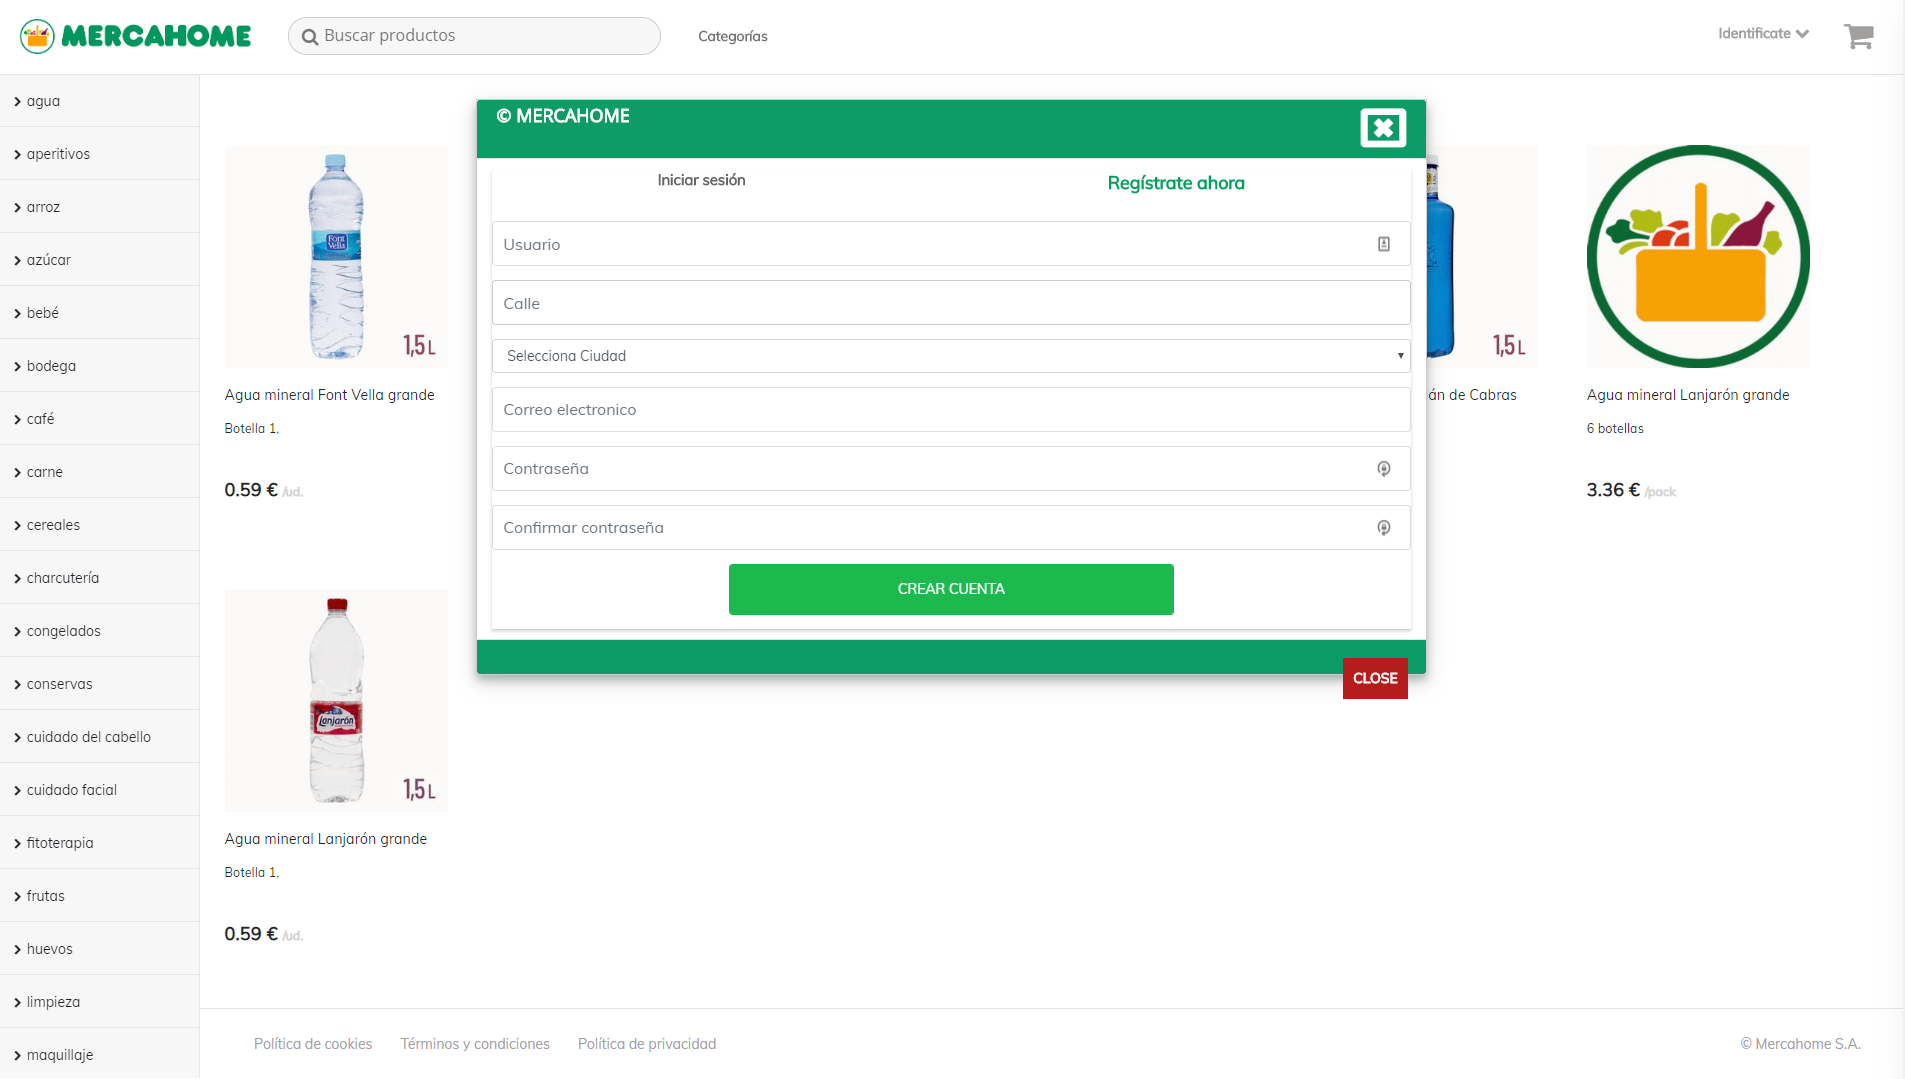 MERCAHOME
Buscar productos
Categorías
Identificate
agua
aperitivos
arroz
azúcar
bebé
bodega
café
carne
cereales
charcutería
congelados
conservas
cuidado del cabello
cuidado facial
fitoterapia
frutas
huevos
limpieza
maquillaje
Font Vella
1,5 L
Agua mineral Font Vella grande
Botella 1,
0.59 € /ud.
© MERCAHOME
Iniciar sesión
Regístrate ahora
Usuario
Calle
Selecciona Ciudad
Correo electronico
Contraseña
Confirmar contraseña
CREAR CUENTA
CLOSE
1,5 L
án de Cabras
Agua mineral Lanjarón grande
6 botellas
3.36 € /pack
Lanjarón
1,5 L
Agua mineral Lanjarón grande
Botella 1,
0.59 € /ud.
Política de cookies
Términos y condiciones
Política de privacidad
© Mercahome S.A.